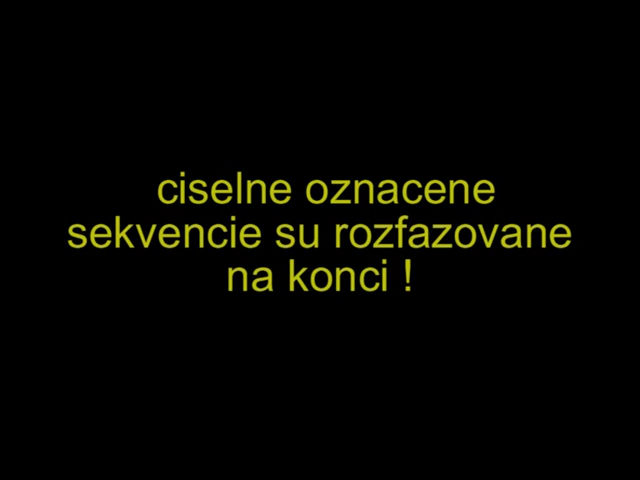 ciselne oznacene
sekvencie su rozfazovane
na konci !